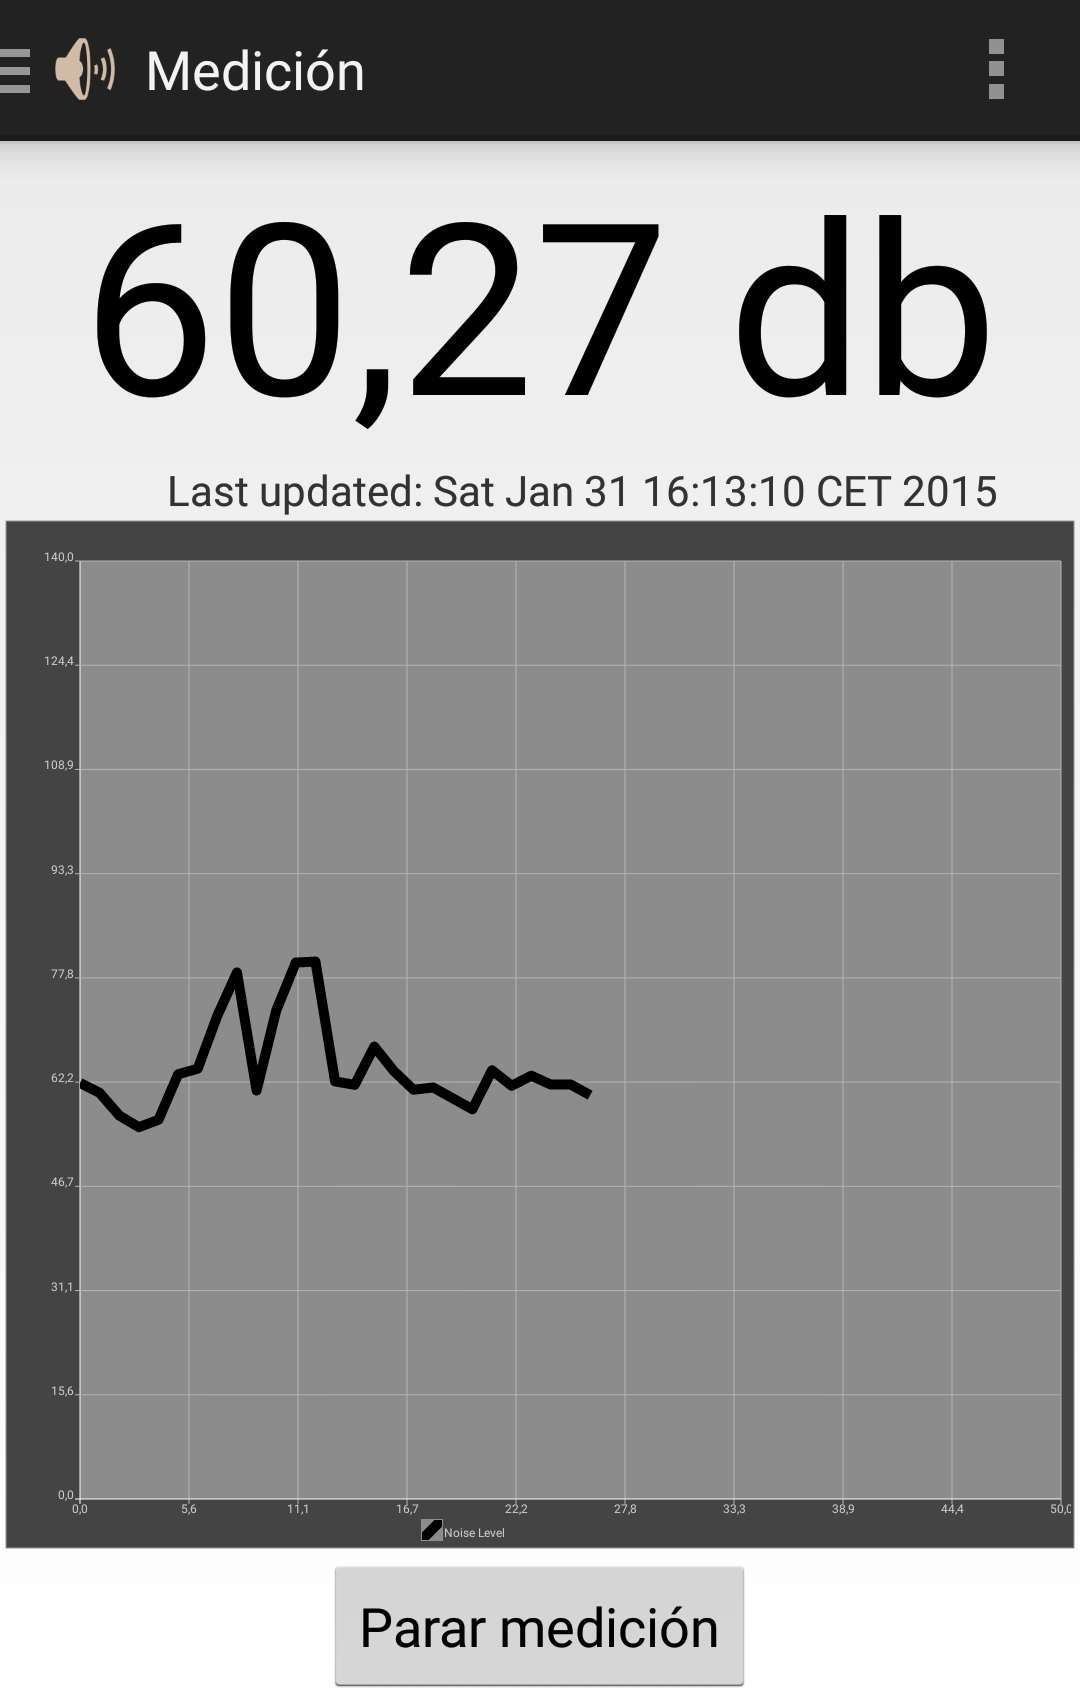 Medición
60,27 db
Last updated: Sat Jan 31 16:13:10 CET 2015
140,0
124,4
108,9
93,3
77,8
62,2
46,7
31,1
15,6
0,0
0,0 5,6 11,1 16,7 22,2 27,8 33,3 38,9 44,4 50,0
Noise Level
Parar medición